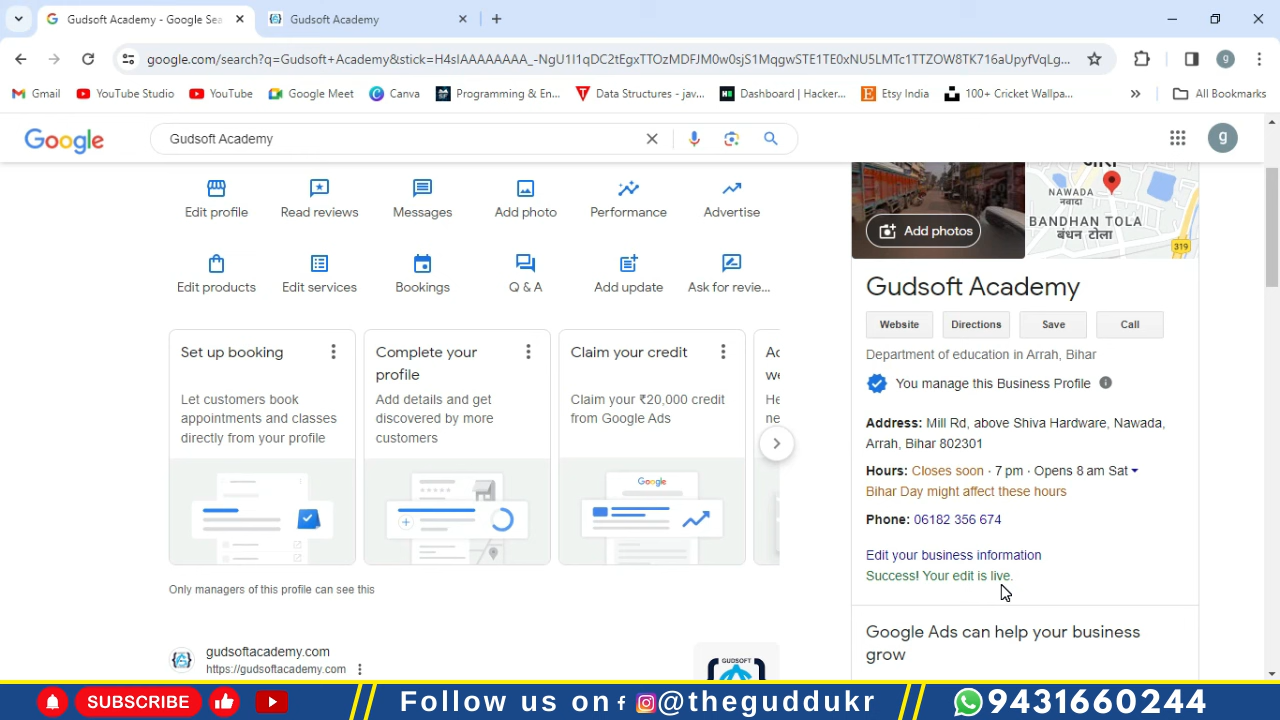 Gudsoft Academy - Google Sea
Gudsoft Academy
google.com/search?q=Gudsoft+Academy&stick=H4sIAAAAAAAA_-NgU1I1qDC2tEgxTTOzMDFJM0w0sjS1MqgwSTE1TE0xNU5LMTc1TTZOW8TK716aUpyfVqLg...
Gmail
YouTube Studio
YouTube
Google Meet
Canva
Programming & En...
Data Structures - jav...
Dashboard | Hacker...
Etsy India
100+ Cricket Wallpa...
All Bookmarks
Google
Gudsoft Academy
g
Edit profile
Read reviews
Messages
Add photo
Performance
Advertise
Edit products
Edit services
Bookings
Q & A
Add update
Ask for revie...
Set up booking
Let customers book
appointments and classes
directly from your profile
Complete your
profile
Add details and get
discovered by more
customers
Claim your credit
Claim your ₹20,000 credit
from Google Ads
Google
Only managers of this profile can see this
gudsoftacademy.com
https://gudsoftacademy.com
GUDSOFT
Add photos
NAWADA
नवादा
BANDHAN TOLA
बंधन टोला
319
Gudsoft Academy
Website
Directions
Save
Call
Department of education in Arrah, Bihar
You manage this Business Profile
Address: Mill Rd, above Shiva Hardware, Nawada,
Arrah, Bihar 802301
Hours: Closes soon · 7 pm · Opens 8 am Sat
Bihar Day might affect these hours
Phone: 06182 356 674
Edit your business information
Success! Your edit is live.
Google Ads can help your business
grow
SUBSCRIBE
Follow us on f @theguddukr
9431660244